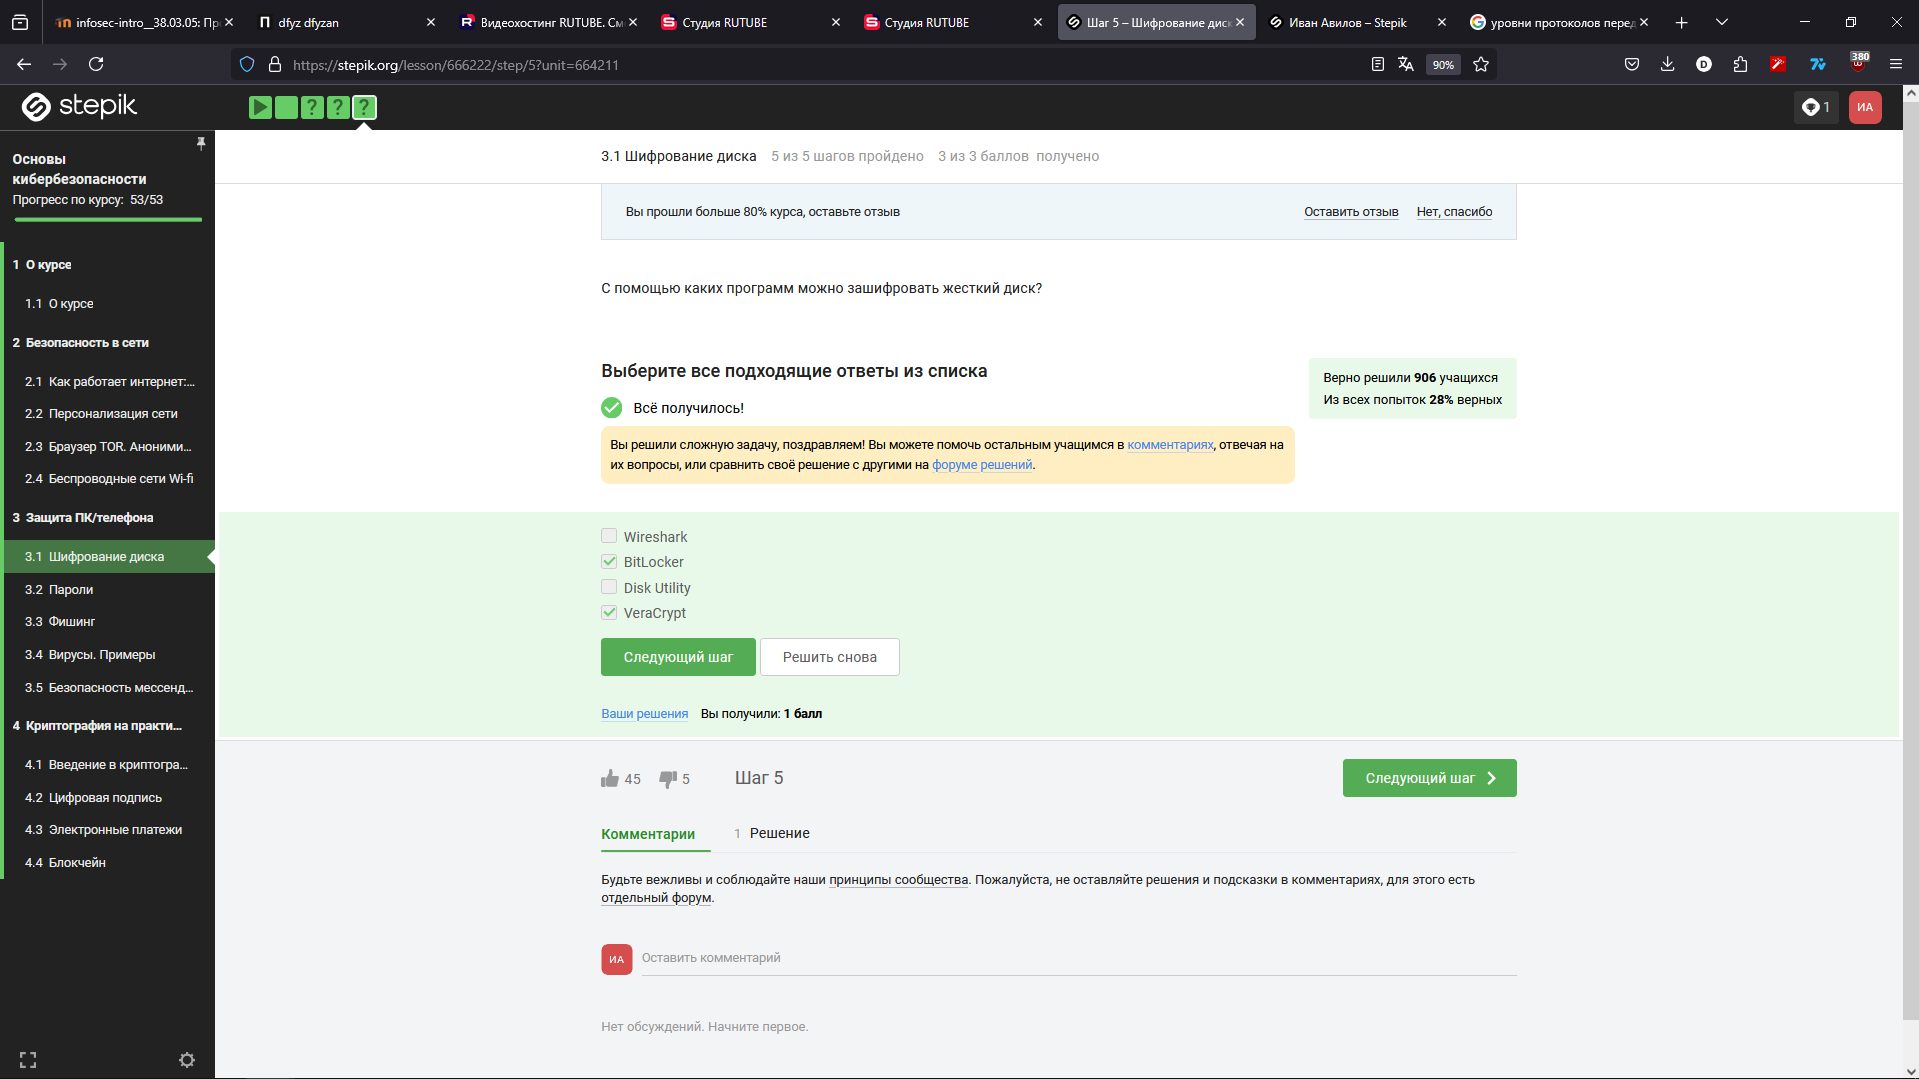 infosec-intro__38.03.05: Пр
dfyz dfyzan
Видеохостинг RUTUBE. См
Студия RUTUBE
Студия RUTUBE
Шаг 5 – Шифрование диск
Иван Авилов – Stepik
уровни протоколов перед
https://stepik.org/lesson/666222/step/5?unit=664211
90%
380
stepik
1
ИА
Основы
кибербезопасности
Прогресс по курсу: 53/53
1 О курсе
1.1 О курсе
2 Безопасность в сети
2.1 Как работает интернет:...
2.2 Персонализация сети
2.3 Браузер TOR. Аноними...
2.4 Беспроводные сети Wi-fi
3 Защита ПК/телефона
3.1 Шифрование диска
3.2 Пароли
3.3 Фишинг
3.4 Вирусы. Примеры
3.5 Безопасность мессенд...
4 Криптография на практи...
4.1 Введение в криптогра...
4.2 Цифровая подпись
4.3 Электронные платежи
4.4 Блокчейн
3.1 Шифрование диска 5 из 5 шагов пройдено 3 из 3 баллов получено
Вы прошли больше 80% курса, оставьте отзыв
Оставить отзыв Нет, спасибо
С помощью каких программ можно зашифровать жесткий диск?
Выберите все подходящие ответы из списка
Верно решили 906 учащихся
Из всех попыток 28% верных
Всё получилось!
Вы решили сложную задачу, поздравляем! Вы можете помочь остальным учащимся в комментариях, отвечая на
их вопросы, или сравнить своё решение с другими на форуме решений.
Wireshark
BitLocker
Disk Utility
VeraCrypt
Следующий шаг
Решить снова
Ваши решения Вы получили: 1 балл
45 5 Шаг 5
Следующий шаг
Комментарии 1 Решение
Будьте вежливы и соблюдайте наши принципы сообщества. Пожалуйста, не оставляйте решения и подсказки в комментариях, для этого есть
отдельный форум.
ИА
Оставить комментарий
Нет обсуждений. Начните первое.